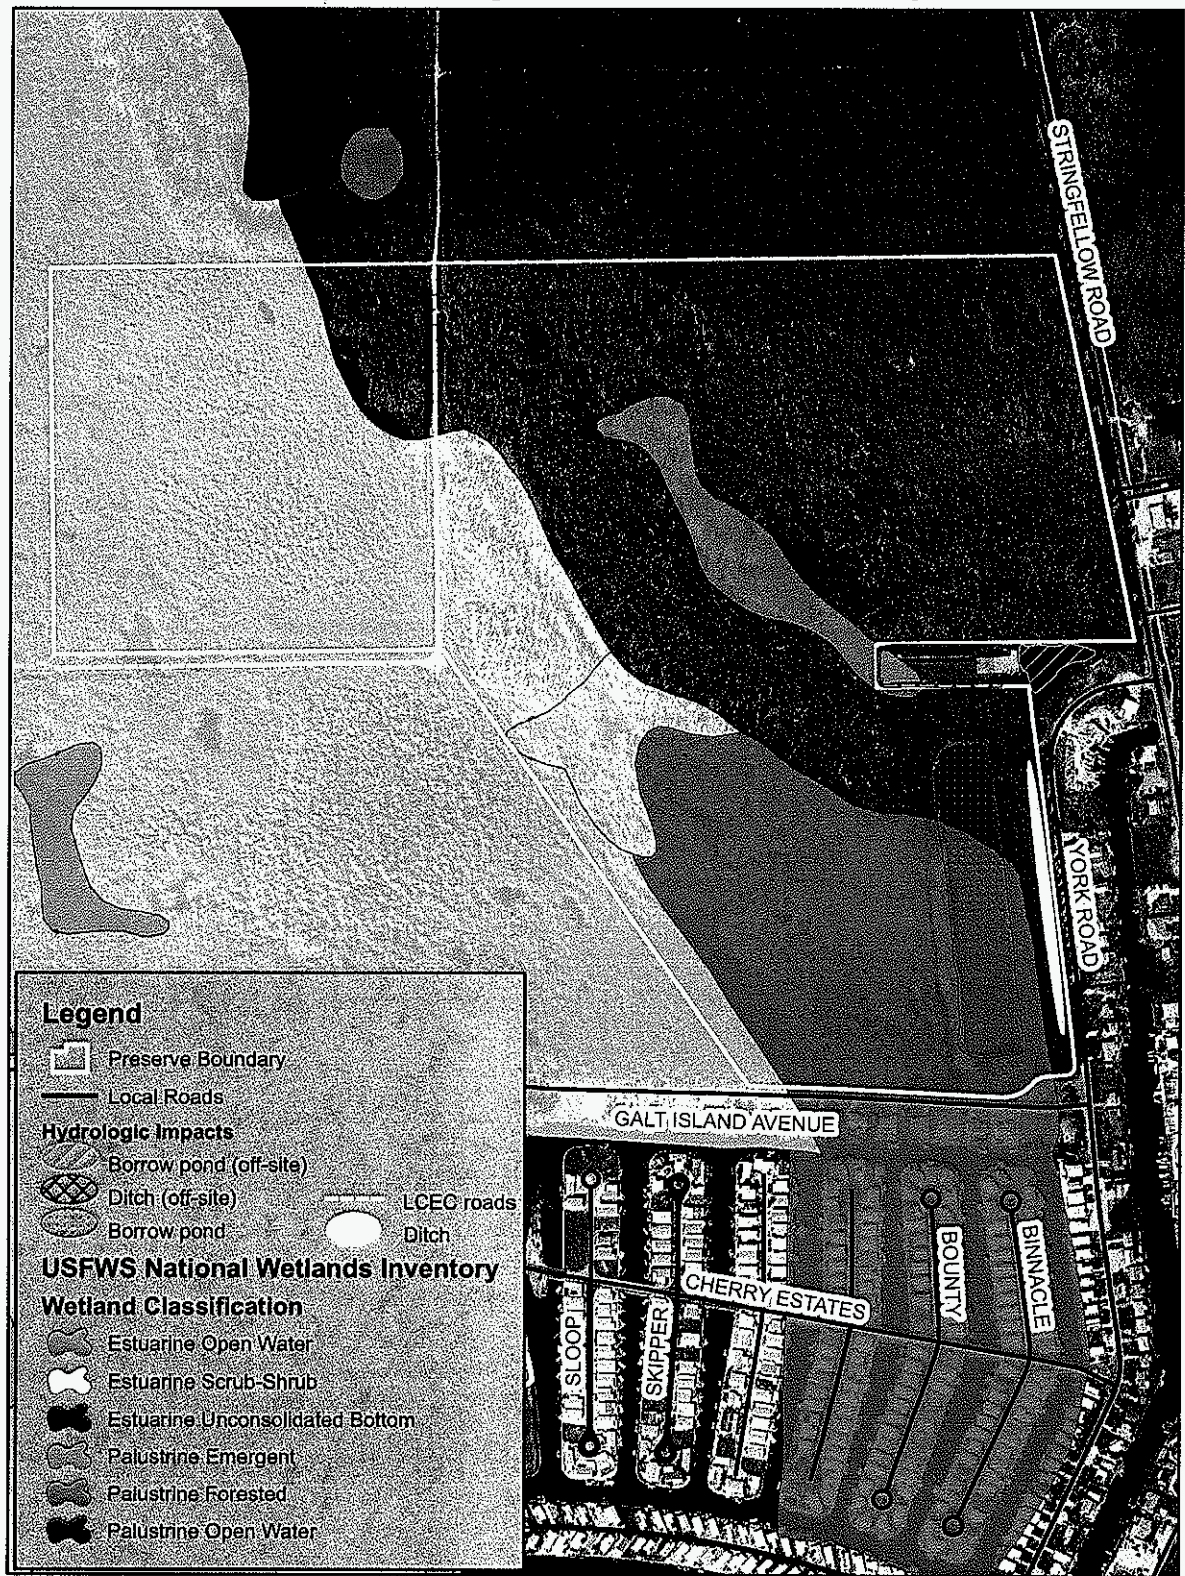 STRINGFELLOW ROAD
YORK ROAD
Legend
Preserve Boundary
Local Roads
Hydrologic Impacts
Borrow pond (off-site)
Ditch (off-site)
Borrow pond
LCEC roads
Ditch
USFWS National Wetlands Inventory
Wetland Classification
Estuarine Open Water
Estuarine Scrub-Shrub
Estuarine Unconsolidated Bottom
Palustrine Emergent
Palustrine Forested
Palustrine Open Water
GALT ISLAND AVENUE
SLOOP
SKIPPER
CHERRY ESTATES
BOUNTY
BINNACLE